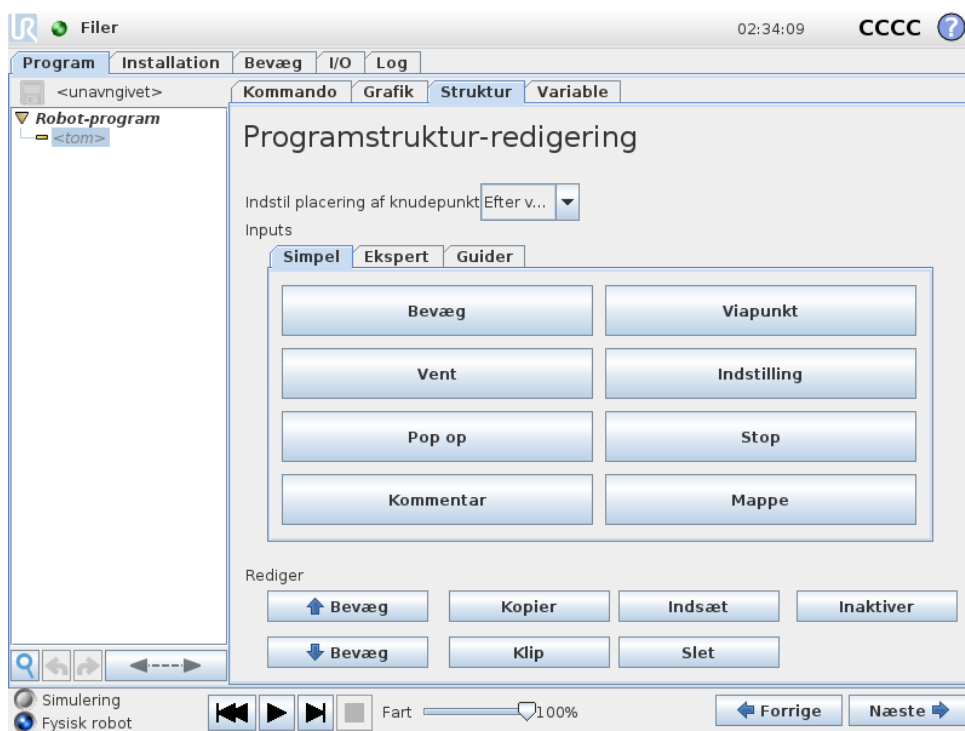 UR Filer 02:34:09 CCCC ?
Program Installation Bevæg I/O Log
<unavngivet> Kommando Grafik Struktur Variable
Robot-program
<tom>
Programstruktur-redigering
Indstil placering af knudepunkt Efter v...
Inputs
Simpel Ekspert Guider
Bevæg Viapunkt
Vent Indstilling
Pop op Stop
Kommentar Mappe
Rediger
Bevæg Kopier Indsæt Inaktiver
Bevæg Klip Slet
Simulering
Fysisk robot
Fart 100%
Forrige Næste